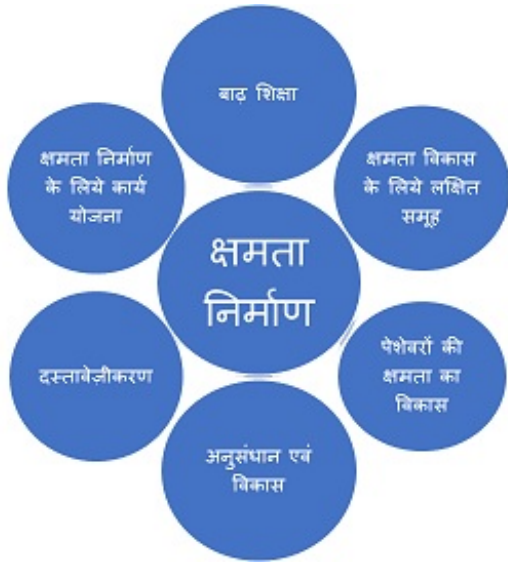 बाढ़ शिक्षा
क्षमता विकास
के लिये लक्षित
समूह
पेशेवरों की
क्षमता का
विकास
अनुसंधान एवं
विकास
दस्तावेज़ीकरण
क्षमता निर्माण
के लिये कार्य
योजना
क्षमता
निर्माण